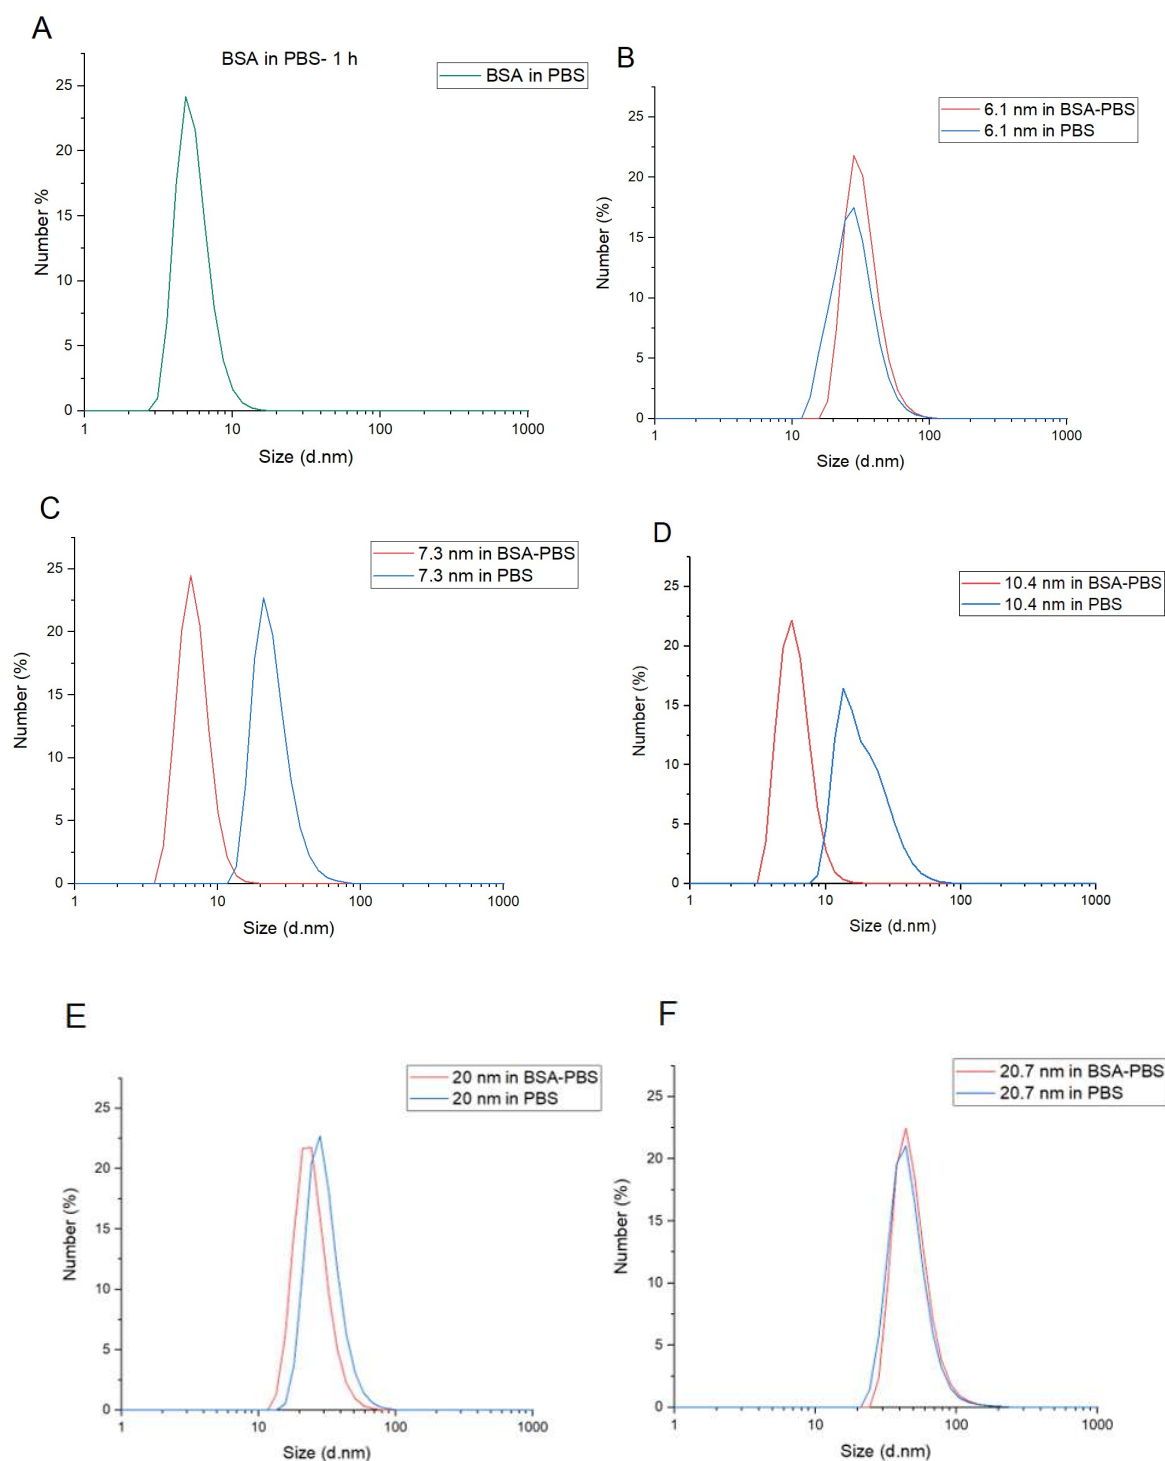 A
BSA in PBS- 1 h
BSA in PBS
25
20
15
10
5
0
Number %
1
10
100
1000
Size (d.nm)
B
6.1 nm in BSA-PBS
6.1 nm in PBS
25
20
15
10
5
0
Number (%)
1
10
100
1000
Size (d.nm)
C
7.3 nm in BSA-PBS
7.3 nm in PBS
25
20
15
10
5
0
Number (%)
1
10
100
1000
Size (d.nm)
D
10.4 nm in BSA-PBS
10.4 nm in PBS
25
20
15
10
5
0
Number (%)
1
10
100
1000
Size (d.nm)
E
20 nm in BSA-PBS
20 nm in PBS
25
20
15
10
5
0
Number (%)
1
10
100
1000
Size (d.nm)
F
20.7 nm in BSA-PBS
20.7 nm in PBS
25
20
15
10
5
0
Number (%)
1
10
100
1000
Size (d.nm)